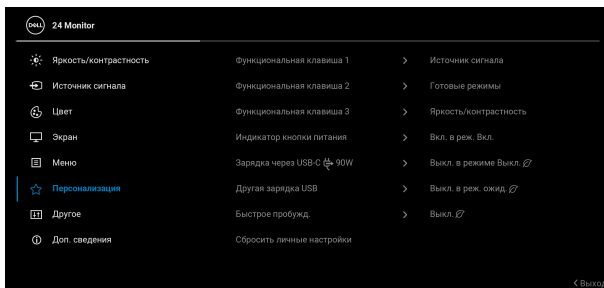 DELL 24 Monitor
Яркость/контрастность Функциональная клавиша 1 Источник сигнала
Источник сигнала Функциональная клавиша 2 Готовые режимы
Цвет Функциональная клавиша 3 Яркость/контрастность
Экран Индикатор кнопки питания Вкл. в реж. Вкл.
Меню Зарядка через USB-C 90W Выкл. в режиме Выкл.
Персонализация Другая зарядка USB Выкл. в реж. ожид.
Другое Быстрое пробужд. Выкл.
Доп. сведения Сбросить личные настройки
Выход